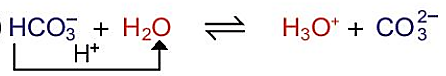 ) HCO₃⁻ + H₂O ⇌ H₃O⁺ + CO₃²⁻
H⁺